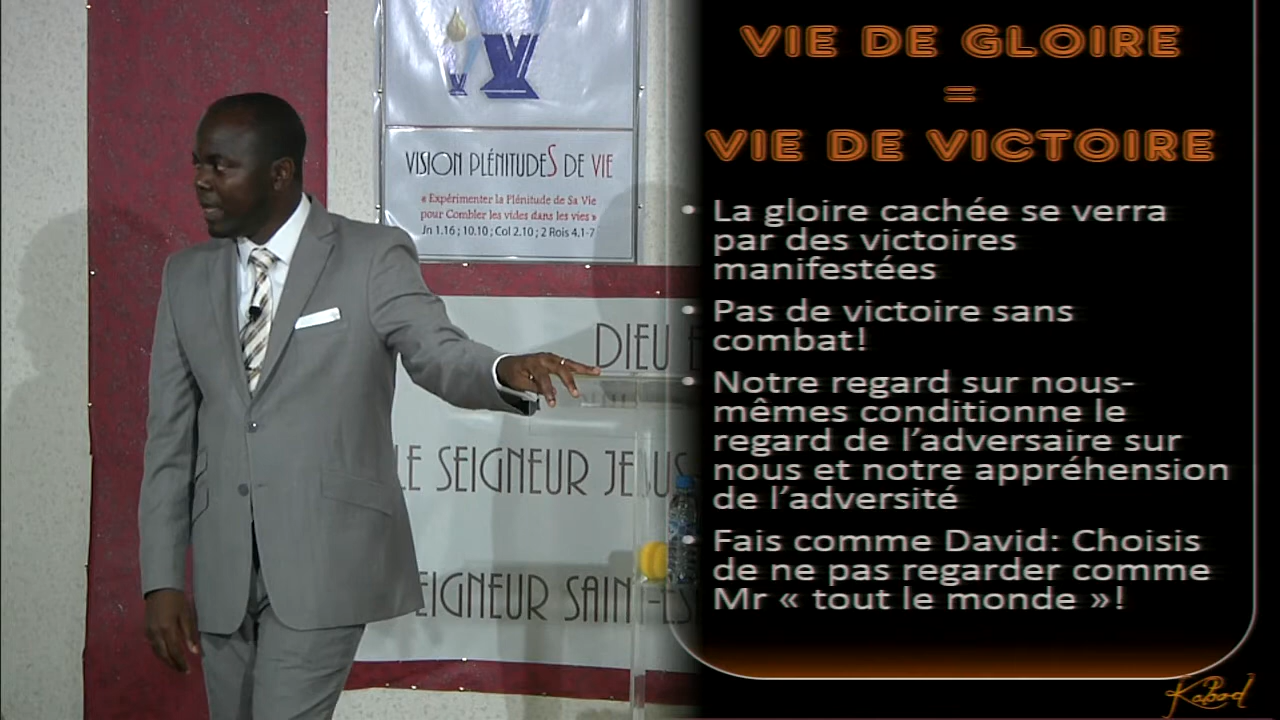 VISION PLÉNITUDES DE VIE
« Expérimenter la Plénitude de Sa Vie
pour Combler les vides dans les vies »
Jn 1.16 ; 10.10 ; Col 2.10 ; 2 Rois 4.1-7
DIEU
LE SEIGNEUR JESUS
SEIGNEUR SAINT-ES
VIE DE GLOIRE
=
VIE DE VICTOIRE
• La gloire cachée se verra
par des victoires
manifestées
• Pas de victoire sans
combat!
• Notre regard sur nous-
mêmes conditionne le
regard de l'adversaire sur
nous et notre appréhension
de l'adversité
• Fais comme David: Choisis
de ne pas regarder comme
Mr « tout le monde »!
Kabod